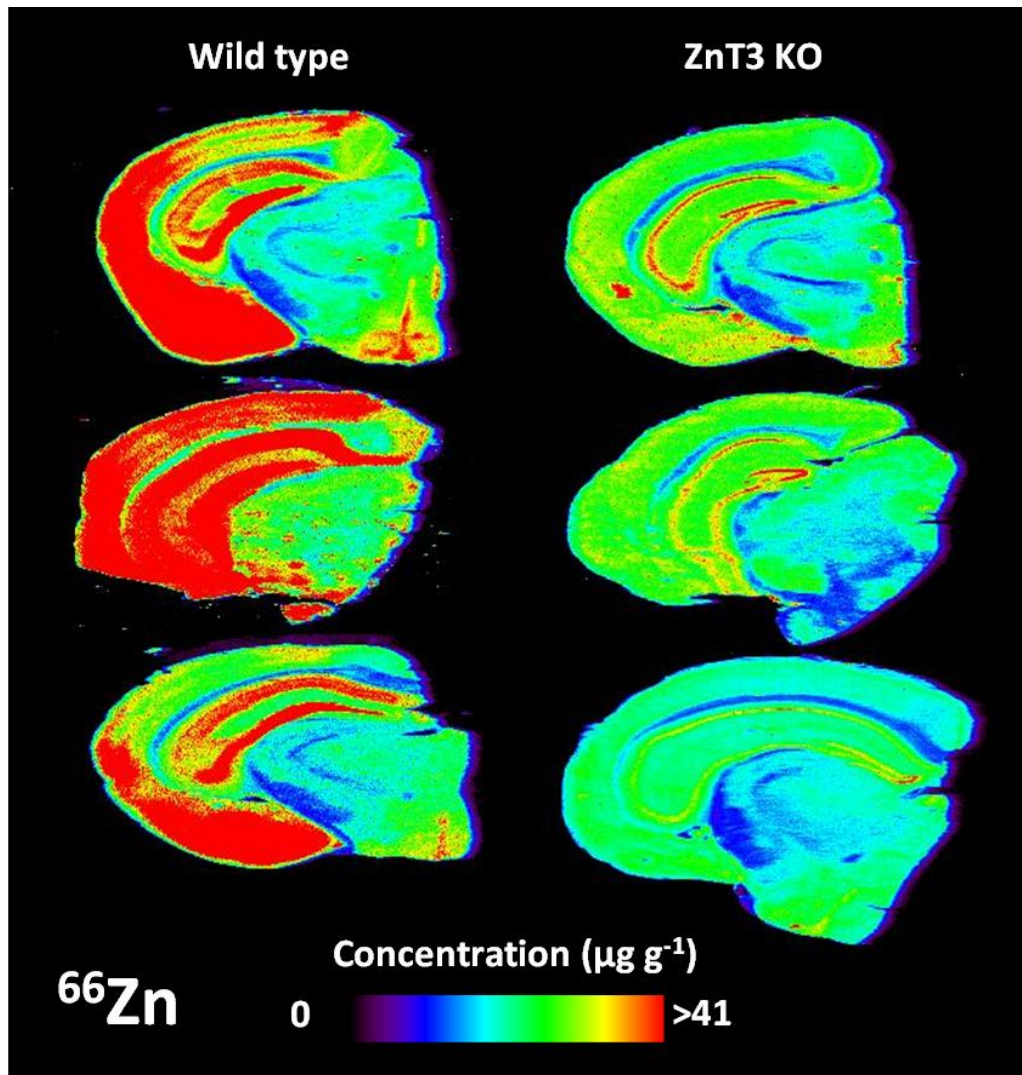 Wild type
ZnT3 KO
Concentration (µg g⁻¹)
⁶⁶Zn
0
>41